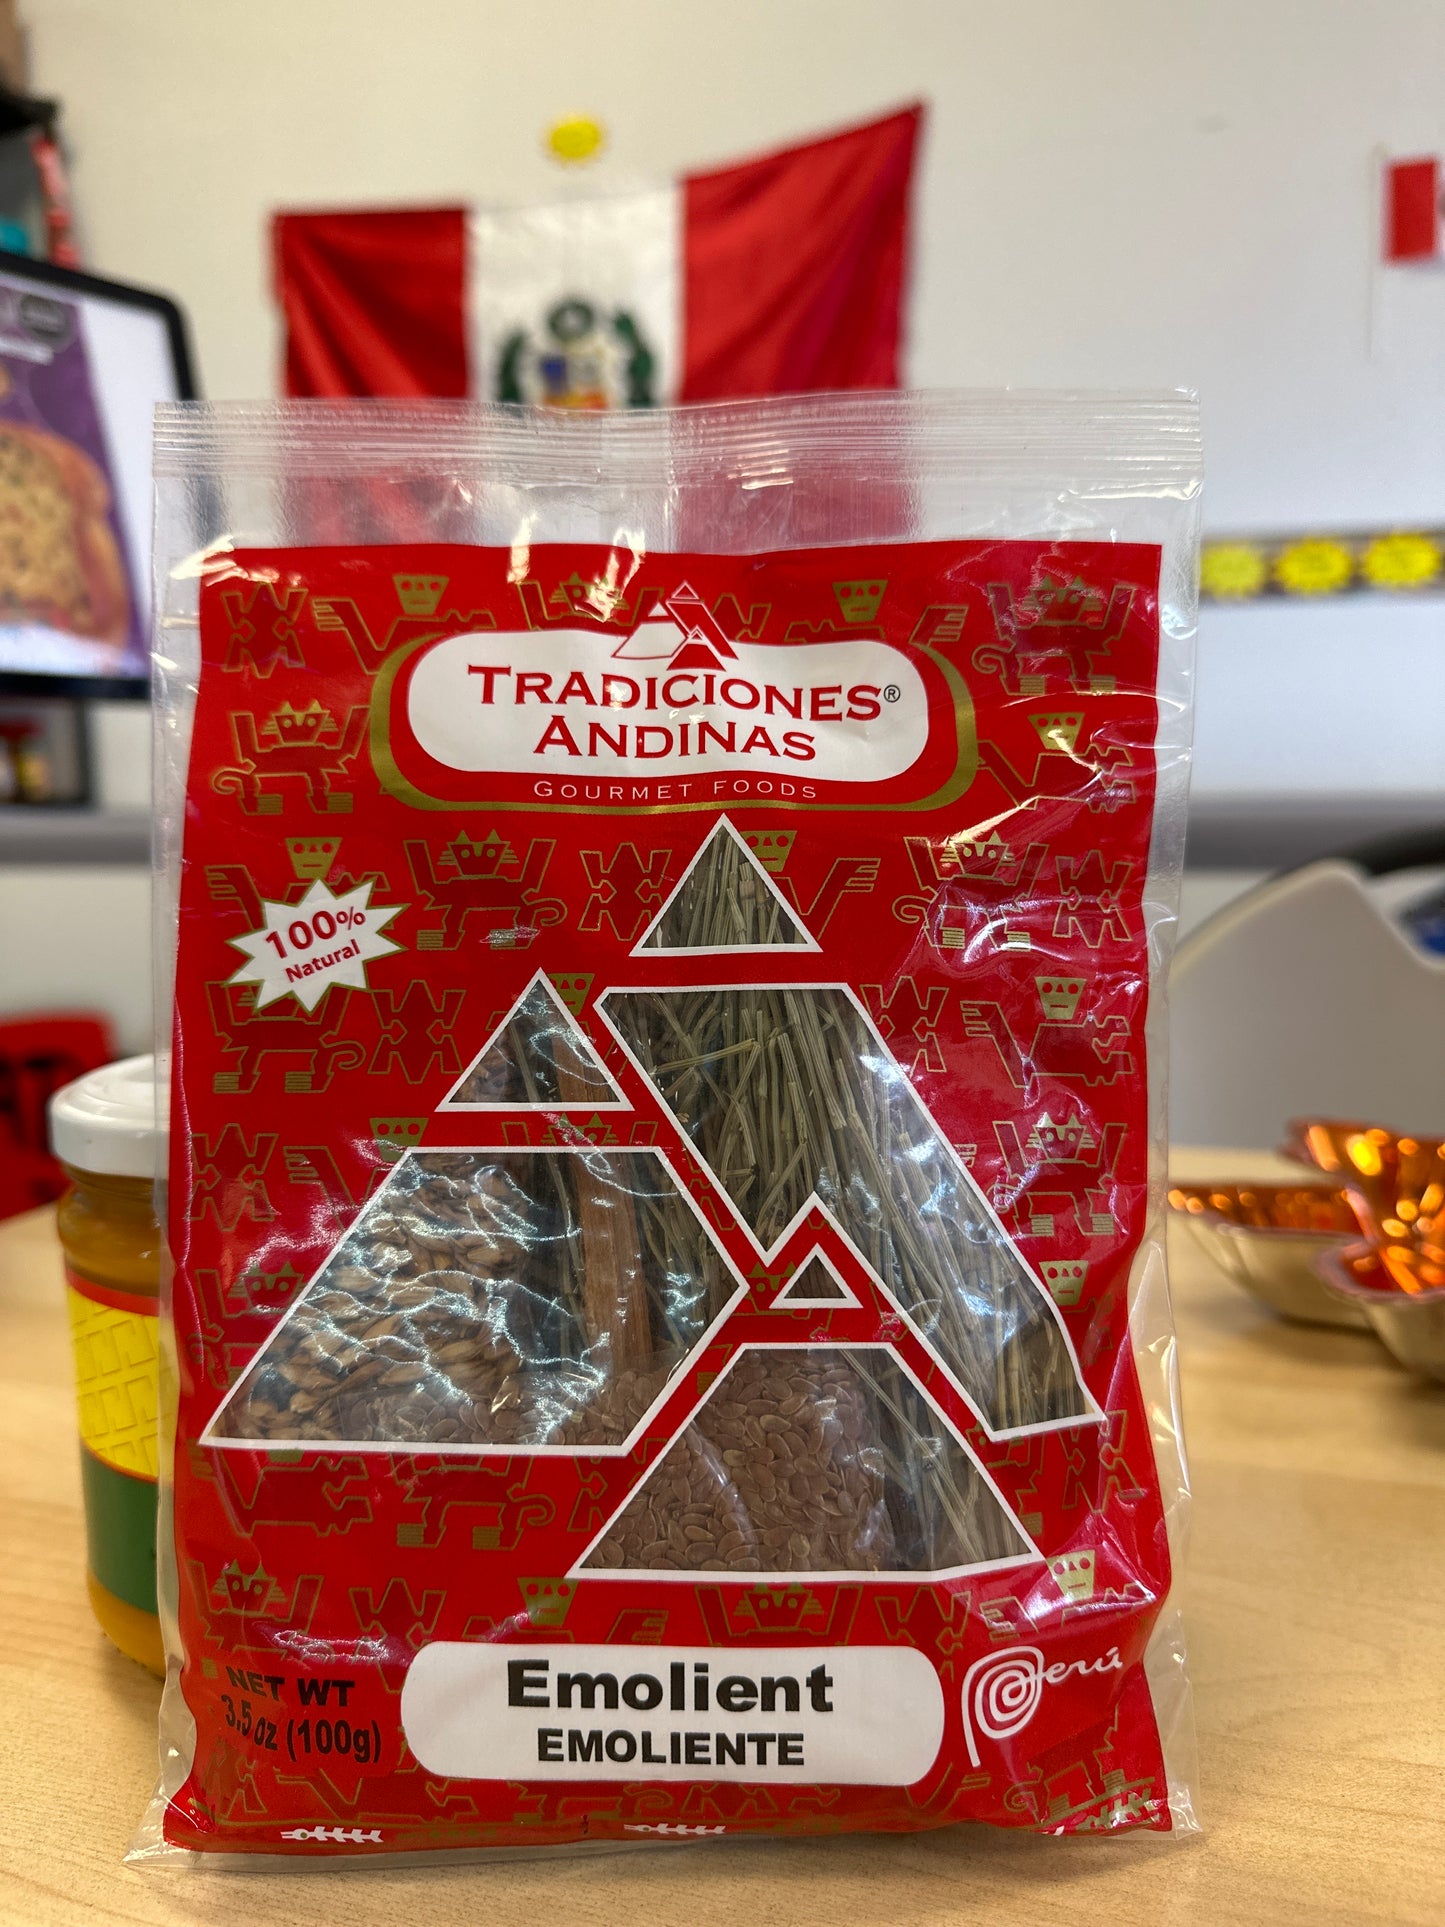 TRADICIONES®
ANDINAS
GOURMET FOODS
100%
Natural
NET WT
3.5 oz (100g)
Emolient
EMOLIENTE
Perú